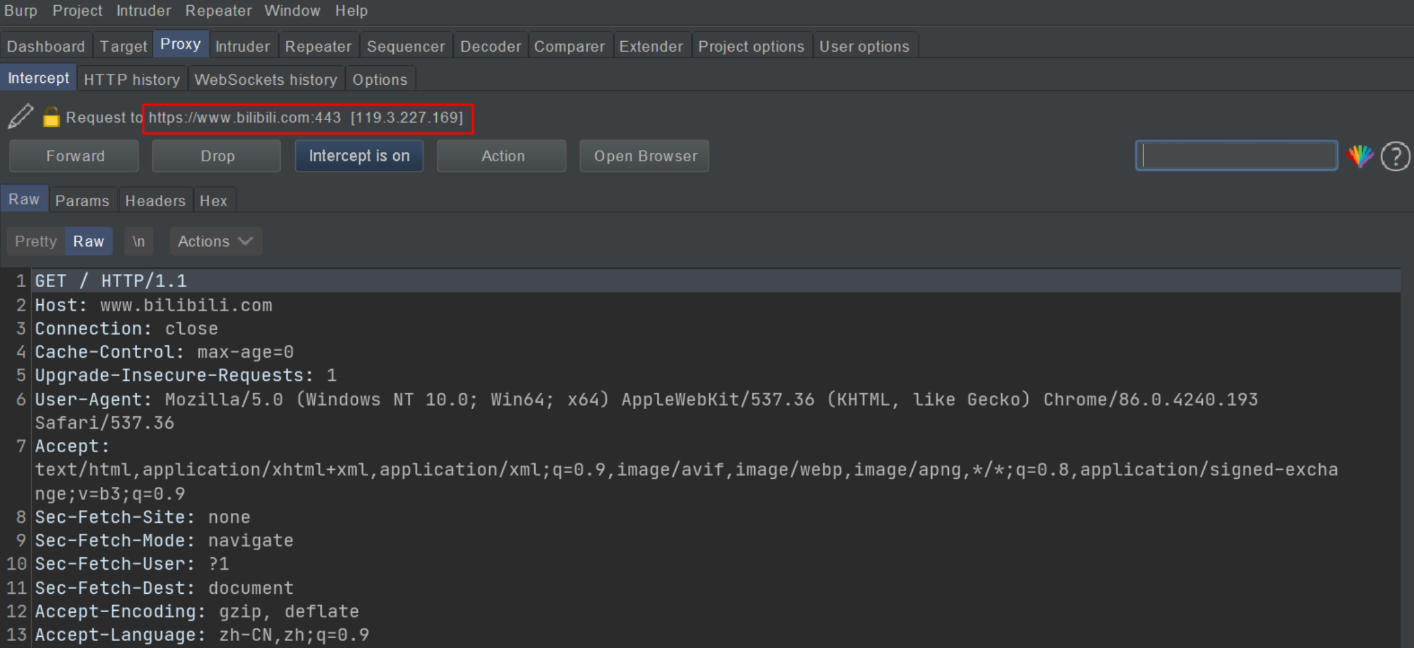 Burp Project Intruder Repeater Window Help
Dashboard Target Proxy Intruder Repeater Sequencer Decoder Comparer Extender Project options User options
Intercept HTTP history WebSockets history Options
Request to https://www.bilibili.com:443 [119.3.227.169]
Forward Drop Intercept is on Action Open Browser ?
Raw Params Headers Hex
Pretty Raw \n Actions
1 GET / HTTP/1.1
2 Host: www.bilibili.com
3 Connection: close
4 Cache-Control: max-age=0
5 Upgrade-Insecure-Requests: 1
6 User-Agent: Mozilla/5.0 (Windows NT 10.0; Win64; x64) AppleWebKit/537.36 (KHTML, like Gecko) Chrome/86.0.4240.193
Safari/537.36
7 Accept:
text/html,application/xhtml+xml,application/xml;q=0.9,image/avif,image/webp,image/apng,*/*;q=0.8,application/signed-excha
nge;v=b3;q=0.9
8 Sec-Fetch-Site: none
9 Sec-Fetch-Mode: navigate
10 Sec-Fetch-User: ?1
11 Sec-Fetch-Dest: document
12 Accept-Encoding: gzip, deflate
13 Accept-Language: zh-CN,zh;q=0.9